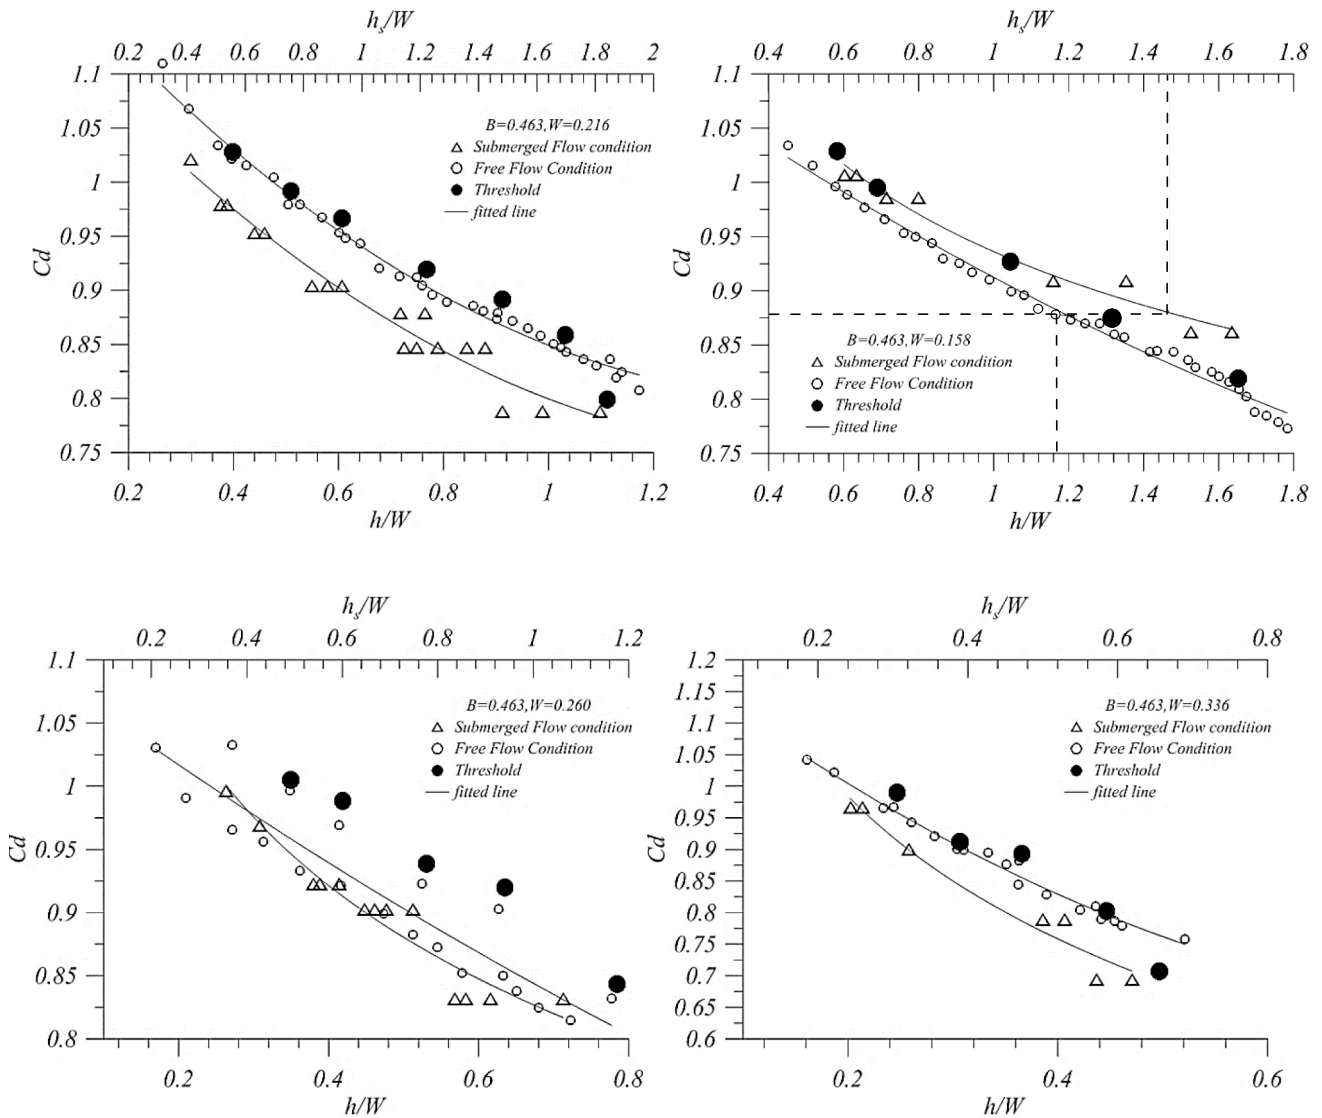 h_s/W
0.2 0.4 0.6 0.8 1 1.2 1.4 1.6 1.8 2
1.1
1.05
1
0.95
0.9
0.85
0.8
0.75
Cd
B=0.463,W=0.216
Submerged Flow condition
Free Flow Condition
Threshold
fitted line
0.2 0.4 0.6 0.8 1 1.2
h/W
h_s/W
0.4 0.6 0.8 1 1.2 1.4 1.6 1.8
1.1
1.05
1
0.95
0.9
0.85
0.8
0.75
Cd
B=0.463,W=0.158
Submerged Flow condition
Free Flow Condition
Threshold
fitted line
0.4 0.6 0.8 1 1.2 1.4 1.6 1.8
h/W
h_s/W
0.2 0.4 0.6 0.8 1 1.2
1.1
1.05
1
0.95
0.9
0.85
0.8
Cd
B=0.463,W=0.260
Submerged Flow condition
Free Flow Condition
Threshold
fitted line
0.2 0.4 0.6 0.8
h/W
h_s/W
0.2 0.4 0.6 0.8
1.2
1.15
1.1
1.05
1
0.95
0.9
0.85
0.8
0.75
0.7
0.65
0.6
Cd
B=0.463,W=0.336
Submerged Flow condition
Free Flow Condition
Threshold
fitted line
0.2 0.4 0.6
h/W